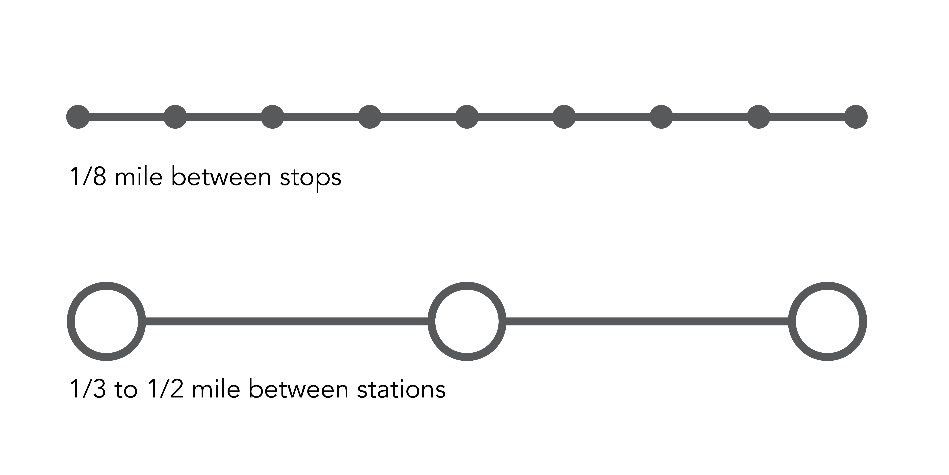 1/8 mile between stops
1/3 to 1/2 mile between stations